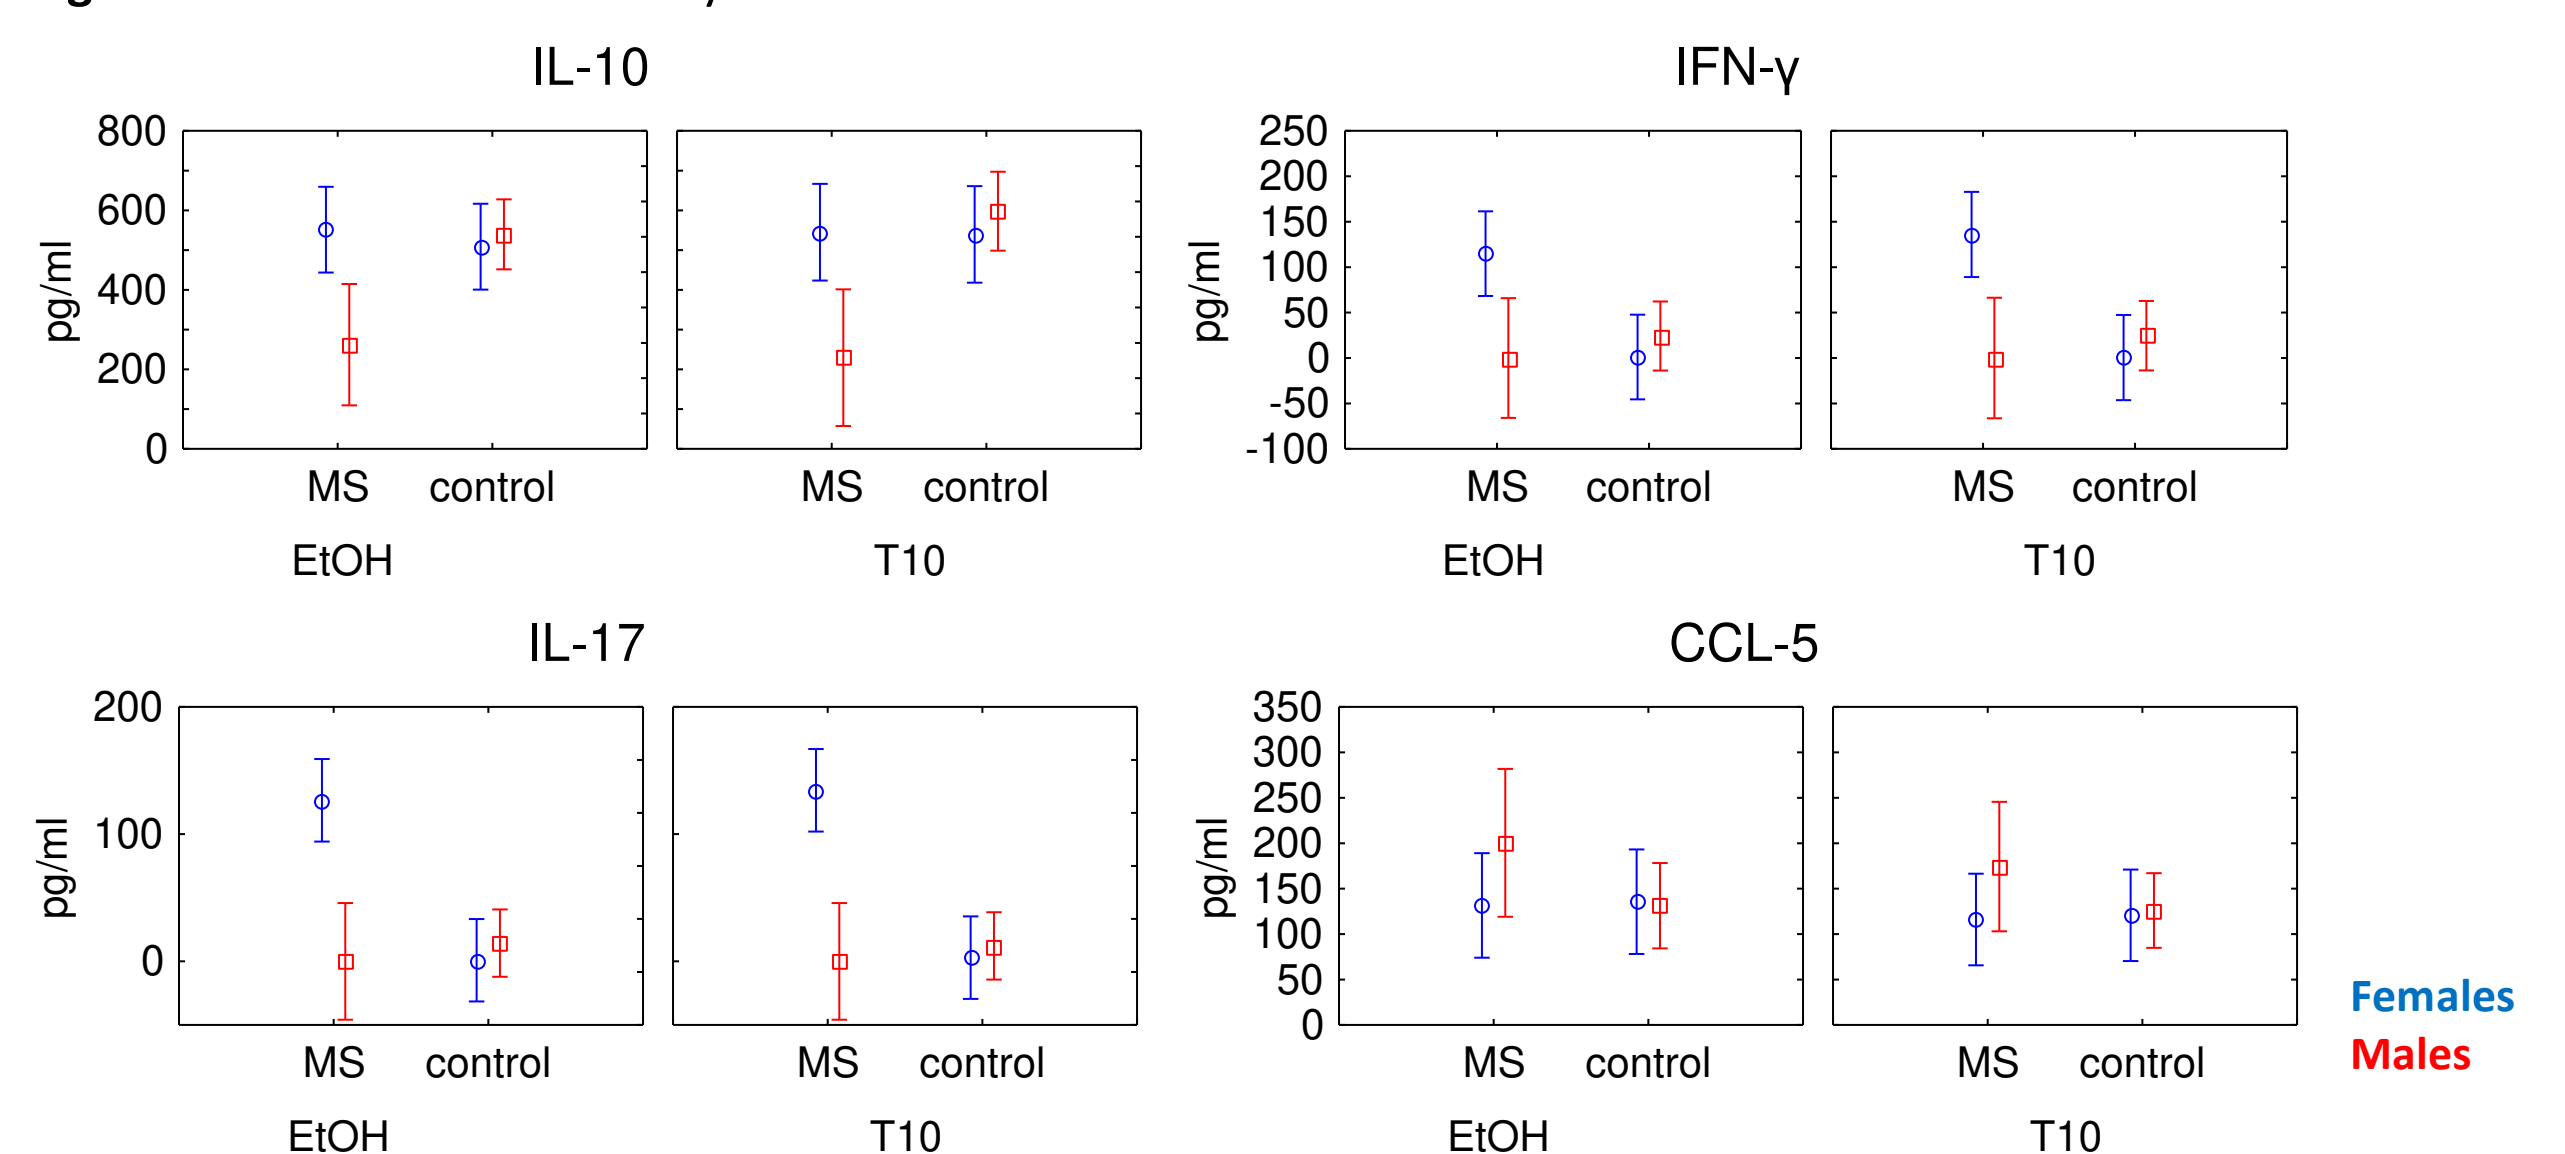 IL-10
800
600
400
200
0
pg/ml
MS control
MS control
EtOH
T10
IFN-γ
250
200
150
100
50
0
-50
-100
pg/ml
MS control
MS control
EtOH
T10
IL-17
200
100
0
pg/ml
MS control
MS control
EtOH
T10
CCL-5
350
300
250
200
150
100
50
0
pg/ml
MS control
MS control
EtOH
T10
Females
Males